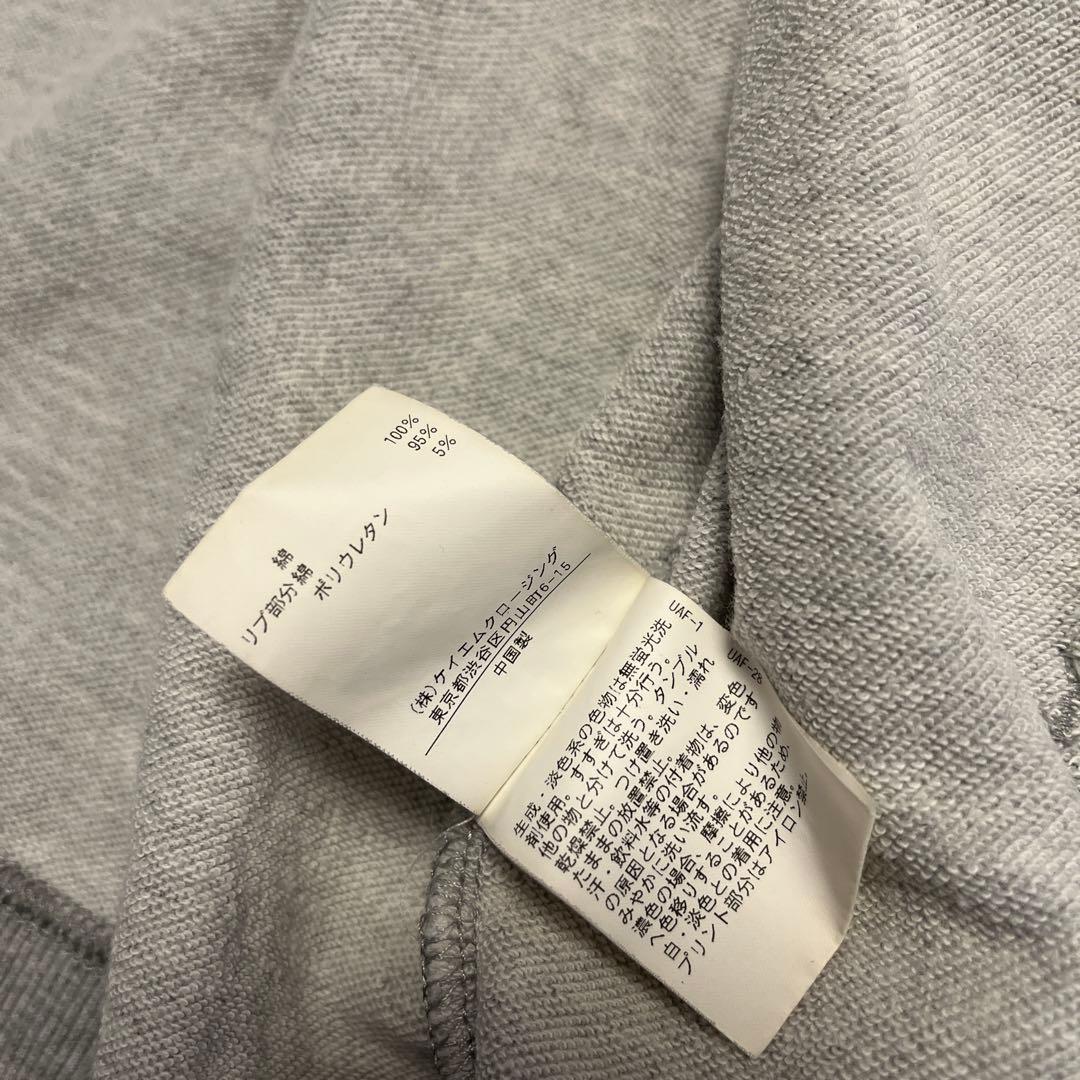 綿 100%
リブ部分綿 95%
ポリウレタン 5%
(株)ケイエムクロージング
東京都渋谷区円山町6-15
中国製
UAF-1
生成・淡色系の色物は無蛍光洗
剤使用。すすぎは十分行う。
他の物と分けて洗う。タンブル
乾燥禁止。つけ置き洗い・濡れ
たままの放置禁止。
UAF-28
汗・飲料水等の付着物は、変色
の原因となる場合があるのです
みやかに洗い流す。
濃色の場合、摩擦により他の物
へ色移りすることがあるため、
白・淡色との着用に注意。
プリント部分はアイロン禁止